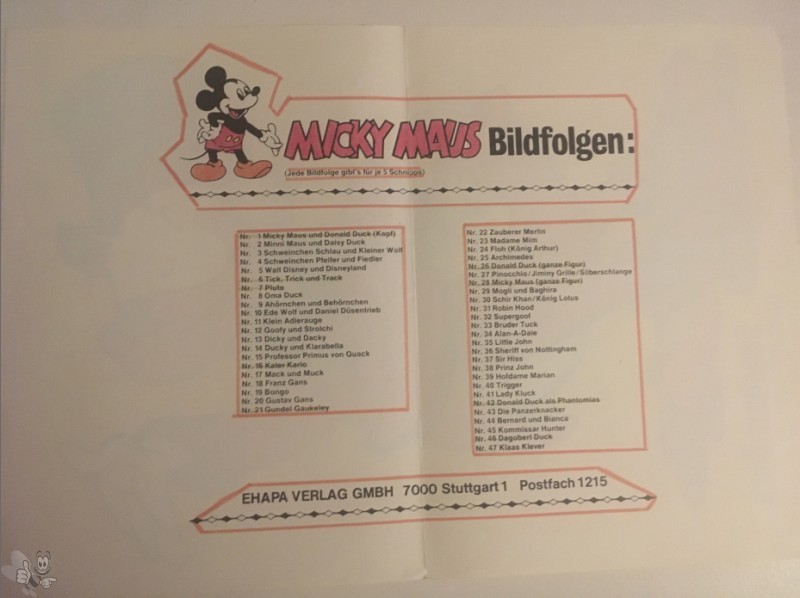 MICKY MAUS Bildfolgen:
(Jede Bildfolge gibt's für je 5 Schnipps)
Nr. 1 Micky Maus und Donald Duck (Kopf)
Nr. 2 Minni Maus und Daisy Duck
Nr. 3 Schweinchen Schlau und Kleiner Wolf
Nr. 4 Schweinchen Pfeifer und Fiedler
Nr. 5 Walt Disney und Disneyland
Nr. 6 Tick, Trick und Track
Nr. 7 Pluto
Nr. 8 Oma Duck
Nr. 9 Ahörnchen und Behörnchen
Nr. 10 Ede Wolf und Daniel Düsentrieb
Nr. 11 Klein Adlerauge
Nr. 12 Goofy und Strolchi
Nr. 13 Dicky und Dacky
Nr. 14 Ducky und Klarabella
Nr. 15 Professor Primus von Quack
Nr. 16 Kater Karlo
Nr. 17 Mack und Muck
Nr. 18 Franz Gans
Nr. 19 Bongo
Nr. 20 Gustav Gans
Nr. 21 Gundel Gaukeley
Nr. 22 Zauberer Merlin
Nr. 23 Madame Mim
Nr. 24 Floh (König Arthur)
Nr. 25 Archimedes
Nr. 26 Donald Duck (ganze Figur)
Nr. 27 Pinocchio/Jiminy Grille/Silberschlange
Nr. 28 Micky Maus (ganze Figur)
Nr. 29 Mogli und Baghira
Nr. 30 Schir Khan/König Lotus
Nr. 31 Robin Hood
Nr. 32 Supergoof
Nr. 33 Bruder Tuck
Nr. 34 Alan-A-Dale
Nr. 35 Little John
Nr. 36 Sheriff von Nottingham
Nr. 37 Sir Hiss
Nr. 38 Prinz John
Nr. 39 Hofdame Marian
Nr. 40 Trigger
Nr. 41 Lady Kluck
Nr. 42 Donald Duck als Phantomias
Nr. 43 Die Panzerknacker
Nr. 44 Bernard und Bianca
Nr. 45 Kommissar Hunter
Nr. 46 Dagobert Duck
Nr. 47 Klaas Klever
EHAPA VERLAG GMBH 7000 Stuttgart 1 Postfach 1215